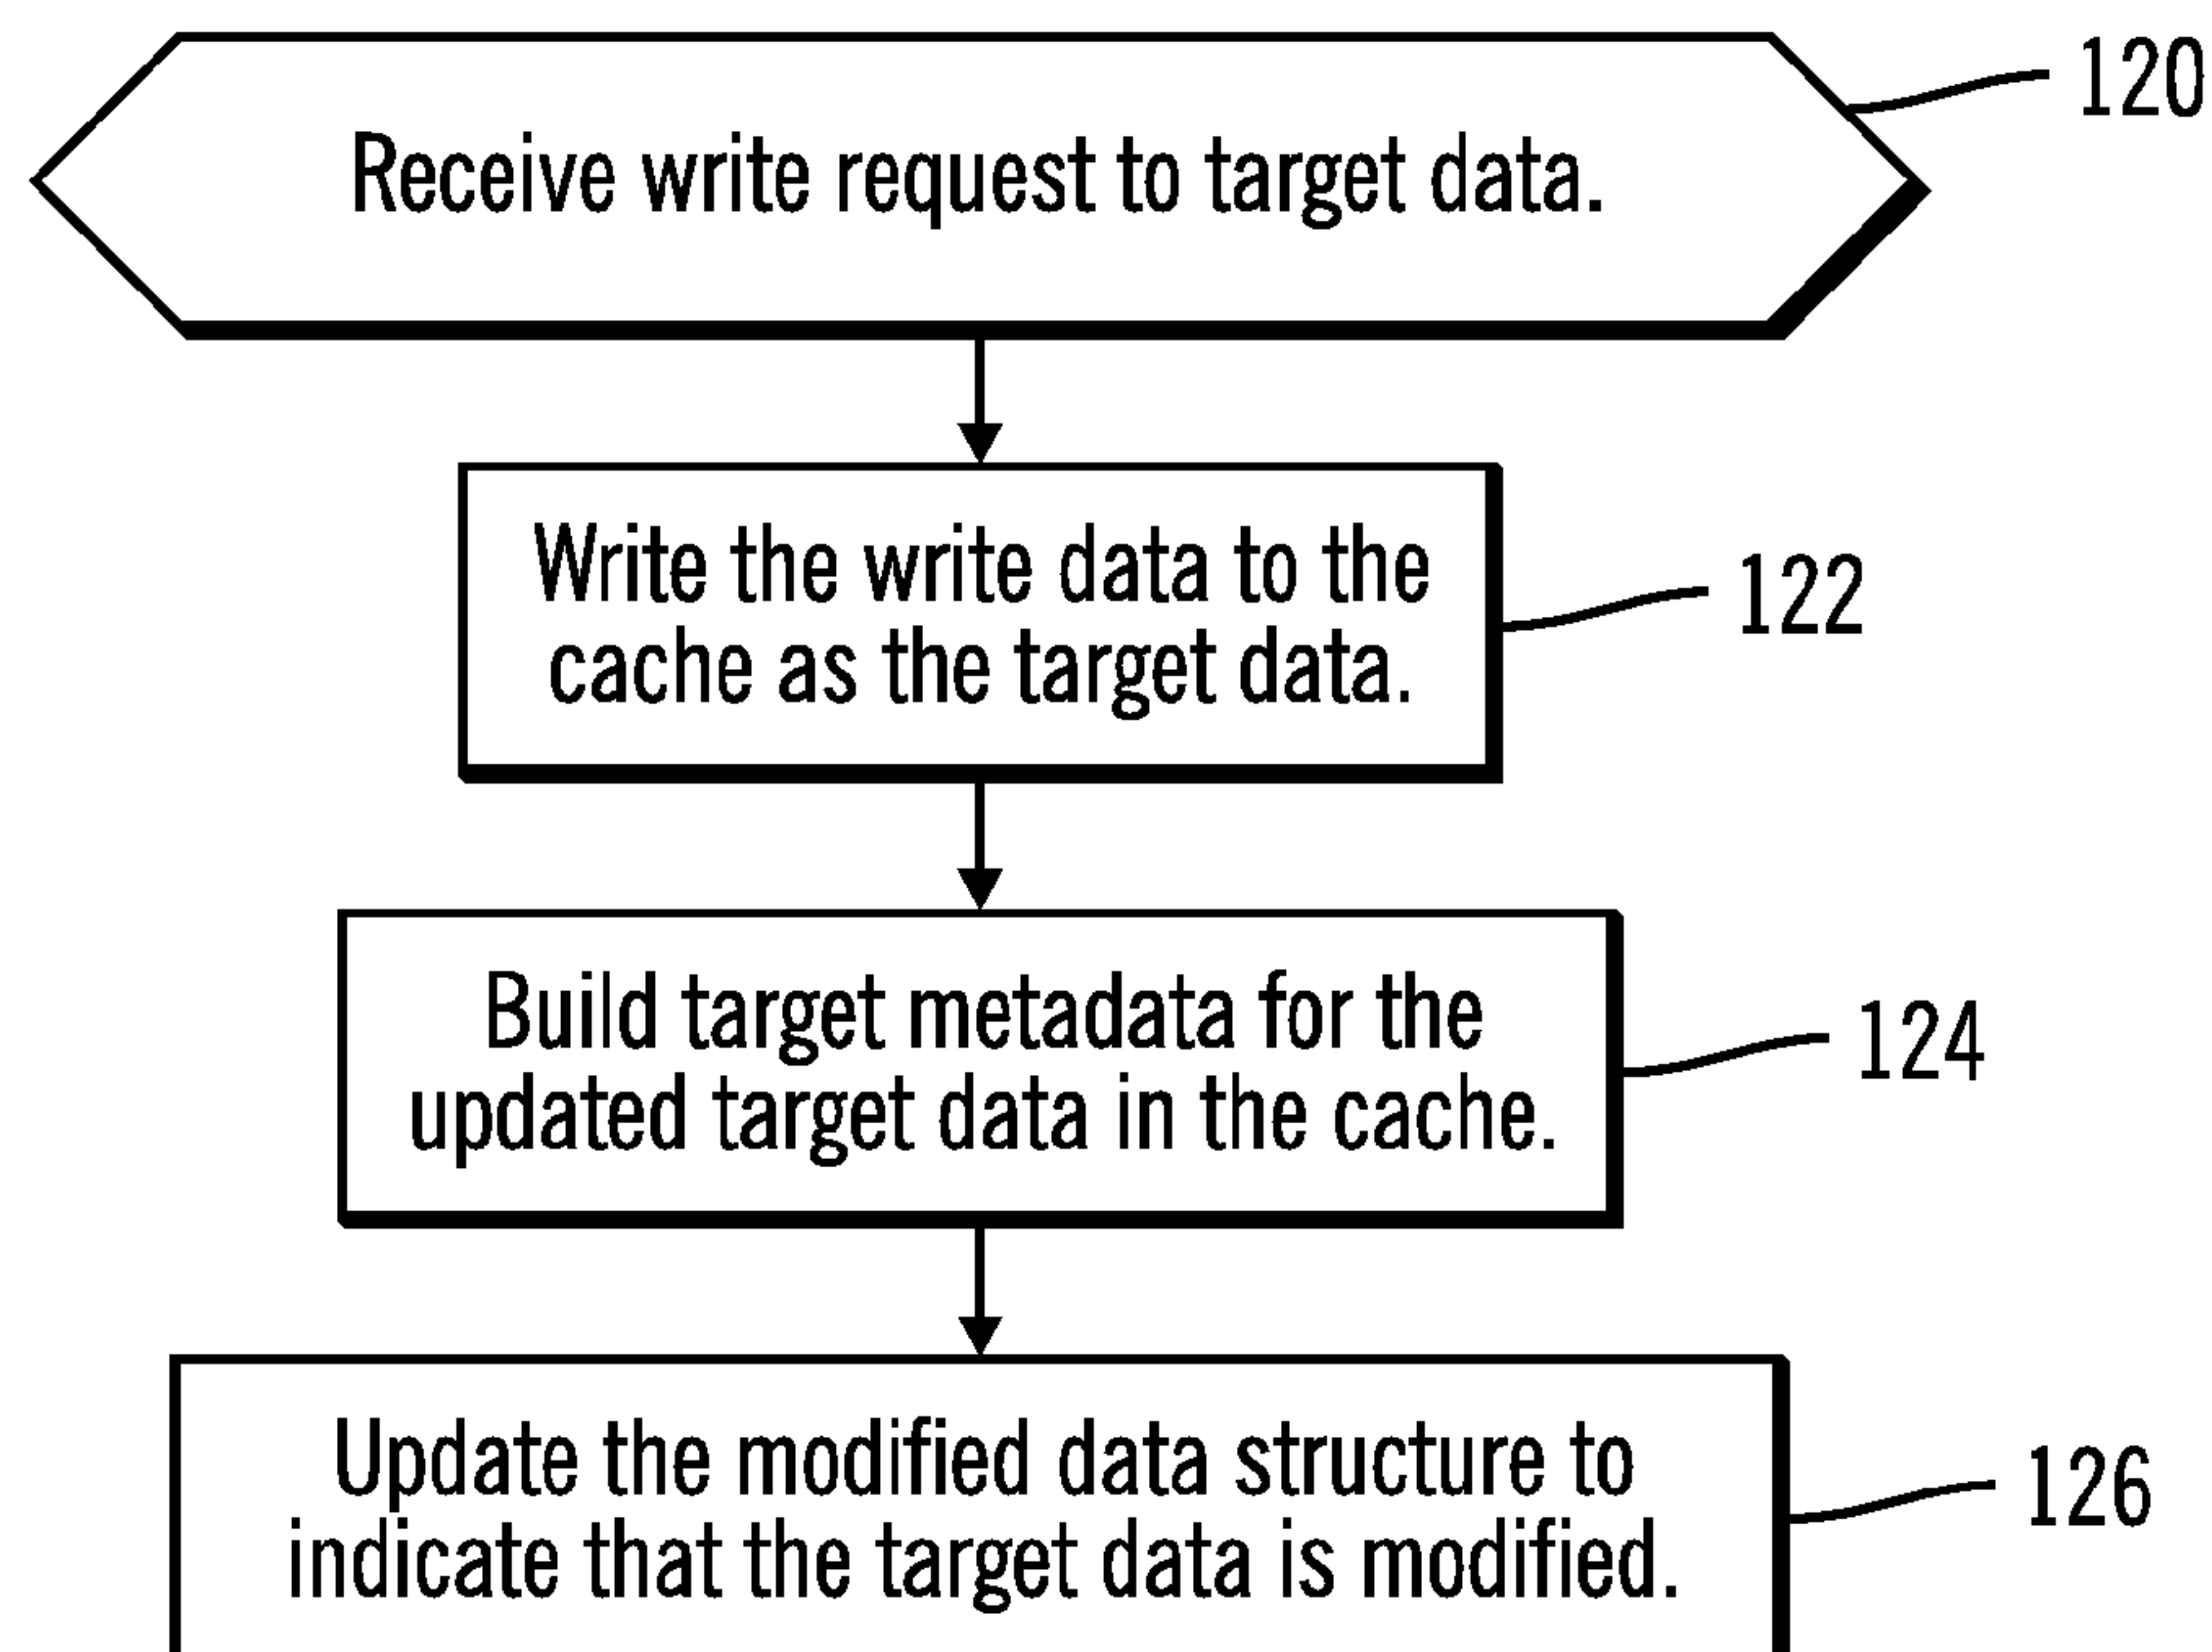 Receive write request to target data.
120
Write the write data to the
cache as the target data.
122
Build target metadata for the
updated target data in the cache.
124
Update the modified data structure to
indicate that the target data is modified.
126